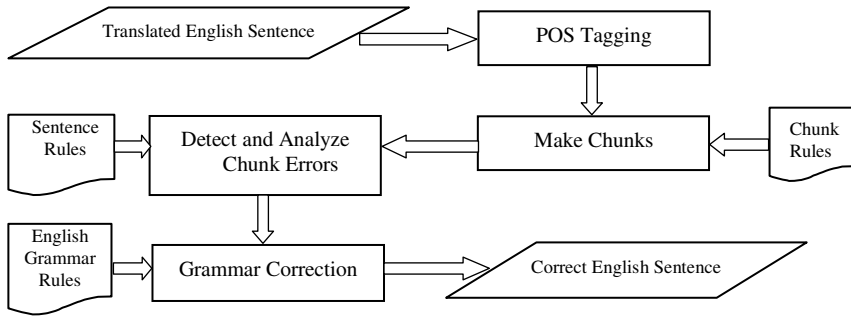 Translated English Sentence
POS Tagging
Sentence
Rules
Detect and Analyze
Chunk Errors
Make Chunks
Chunk
Rules
English
Grammar
Rules
Grammar Correction
Correct English Sentence